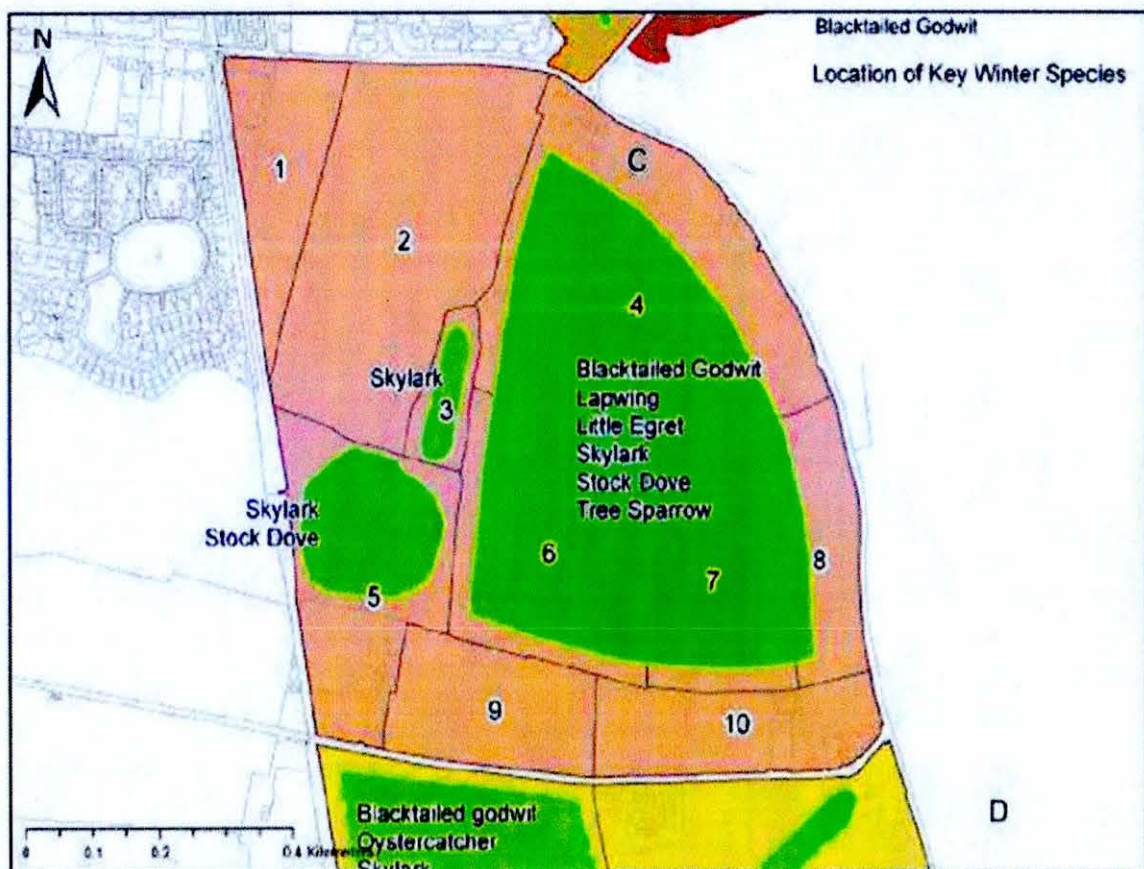 Blacktailed Godwit
N
Location of Key Winter Species
C
1
2
4
Skylark
3
Blacktailed Godwit
Lapwing
Little Egret
Skylark
Stock Dove
Tree Sparrow
Skylark
Stock Dove
6
7
8
5
9
10
D
Blacktailed godwit
Oystercatcher
Skylark
0 0.1 0.2 0.4 Kilometers